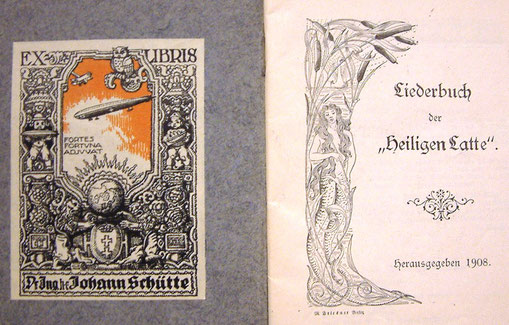 EX-LIBRIS
FORTES
FORTUNA
ADJUVAT
Dr. Ing. h.c. Johann Schütte
Liederbuch
der
„Heiligen Latte“.
Herausgegeben 1908.